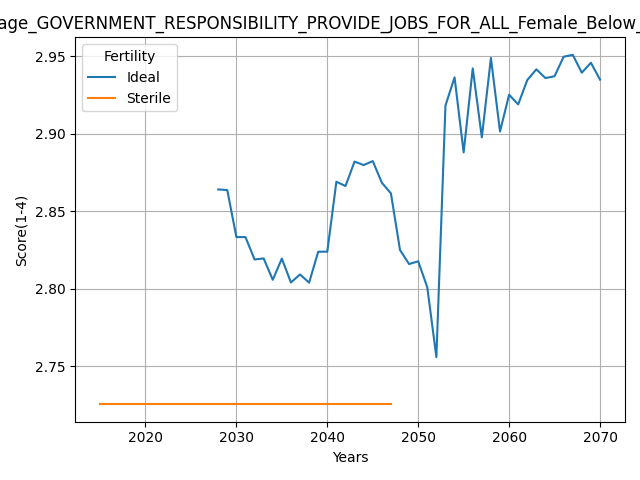 age_GOVERNMENT_RESPONSIBILITY_PROVIDE_JOBS_FOR_ALL_Female_Below_
Fertility
Ideal
Sterile
2.95
2.90
2.85
2.80
2.75
Score(1-4)
2020 2030 2040 2050 2060 2070
Years